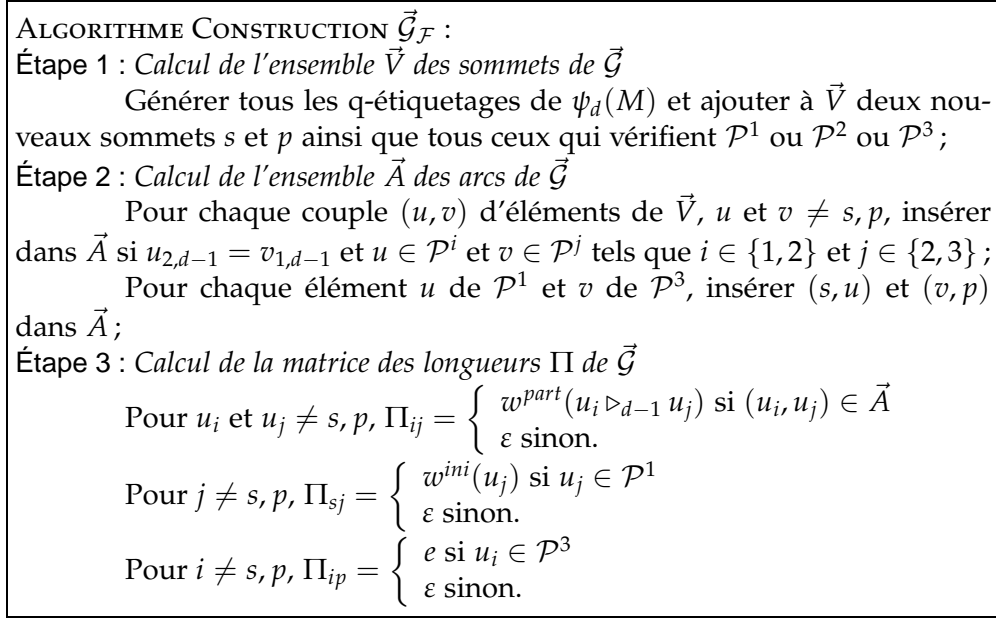 ALGORITHME CONSTRUCTION $\vec{\mathcal{G}}_{\mathcal{F}}$ :
Étape 1 : Calcul de l'ensemble $\vec{V}$ des sommets de $\vec{\mathcal{G}}$
Générer tous les q-étiquetages de $\psi_d(M)$ et ajouter à $\vec{V}$ deux nou-
veaux sommets s et p ainsi que tous ceux qui vérifient $\mathcal{P}^1$ ou $\mathcal{P}^2$ ou $\mathcal{P}^3$ ;
Étape 2 : Calcul de l'ensemble $\vec{A}$ des arcs de $\vec{\mathcal{G}}$
Pour chaque couple $(u, v)$ d'éléments de $\vec{V}$, $u$ et $v \neq s, p$, insérer
dans $\vec{A}$ si $u_{2,d-1} = v_{1,d-1}$ et $u \in \mathcal{P}^i$ et $v \in \mathcal{P}^j$ tels que $i \in \{1, 2\}$ et $j \in \{2, 3\}$ ;
Pour chaque élément $u$ de $\mathcal{P}^1$ et $v$ de $\mathcal{P}^3$, insérer $(s, u)$ et $(v, p)$
dans $\vec{A}$ ;
Étape 3 : Calcul de la matrice des longueurs $\Pi$ de $\vec{\mathcal{G}}$
Pour $u_i$ et $u_j \neq s, p$, $\Pi_{ij} = \begin{cases} w^{part}(u_i \triangleright_{d-1} u_j) \text{ si } (u_i, u_j) \in \vec{A} \\ \varepsilon \text{ sinon.} \end{cases}$
Pour $j \neq s, p$, $\Pi_{sj} = \begin{cases} w^{ini}(u_j) \text{ si } u_j \in \mathcal{P}^1 \\ \varepsilon \text{ sinon.} \end{cases}$
Pour $i \neq s, p$, $\Pi_{ip} = \begin{cases} e \text{ si } u_i \in \mathcal{P}^3 \\ \varepsilon \text{ sinon.} \end{cases}$